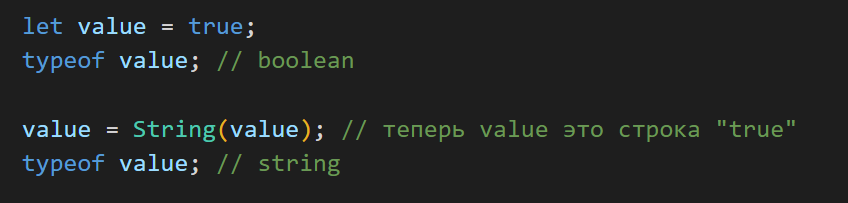 let value = true;
typeof value; // boolean
value = String(value); // теперь value это строка "true"
typeof value; // string